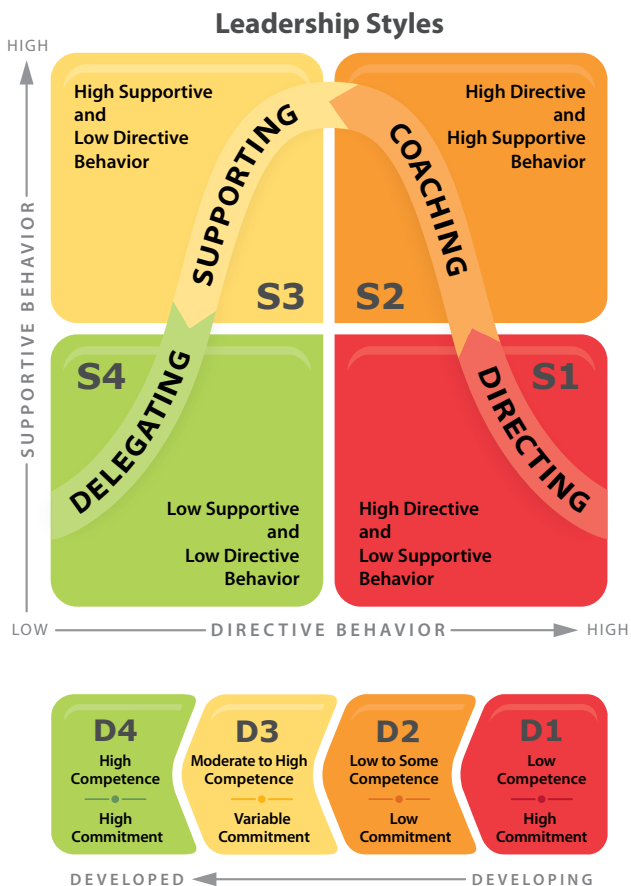 Leadership Styles
HIGH
SUPPORTIVE BEHAVIOR
High Supportive
and
Low Directive
Behavior
SUPPORTING
S3
High Directive
and
High Supportive
Behavior
COACHING
S2
S4
DELEGATING
Low Supportive
and
Low Directive
Behavior
S1
DIRECTING
High Directive
and
Low Supportive
Behavior
LOW
DIRECTIVE BEHAVIOR
HIGH
D4
High
Competence
High
Commitment
D3
Moderate to High
Competence
Variable
Commitment
D2
Low to Some
Competence
Low
Commitment
D1
Low
Competence
High
Commitment
DEVELOPED
DEVELOPING